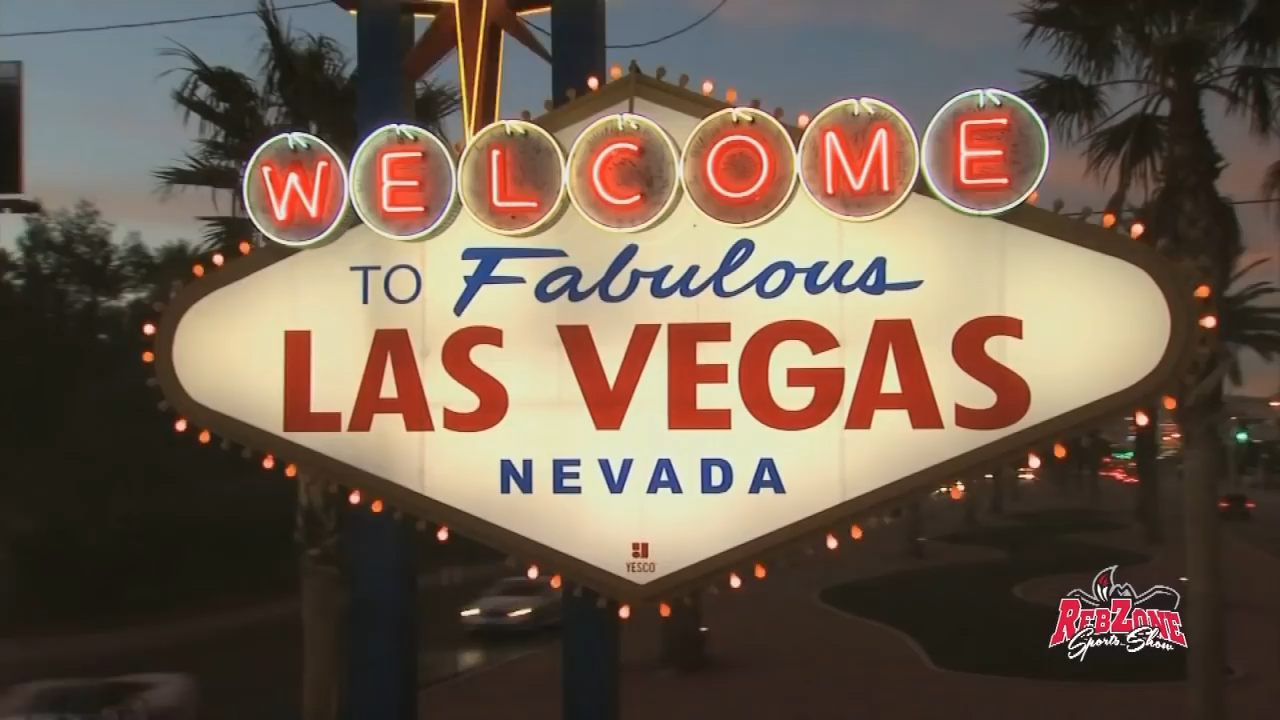 WELCOME
TO Fabulous
LAS VEGAS
NEVADA
YESCO
REBZONE
Sports Show